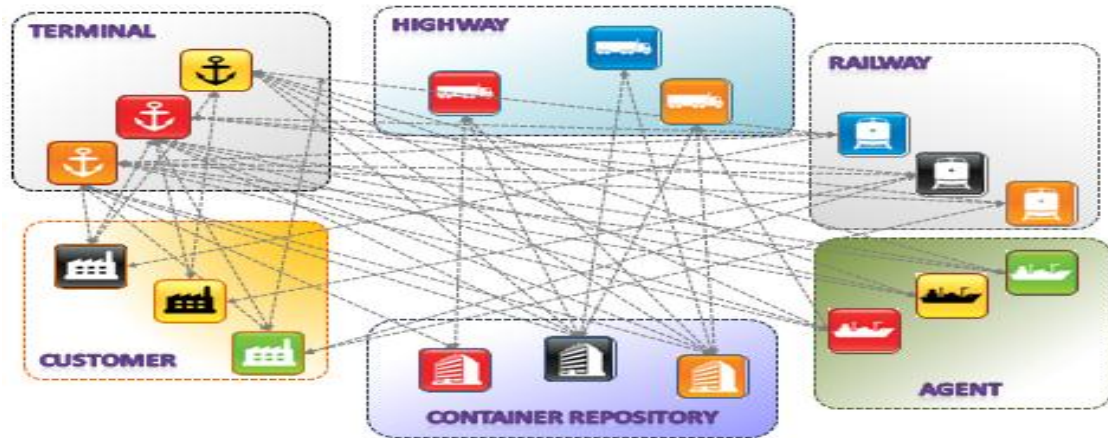 TERMINAL
HIGHWAY
RAILWAY
CUSTOMER
CONTAINER REPOSITORY
AGENT